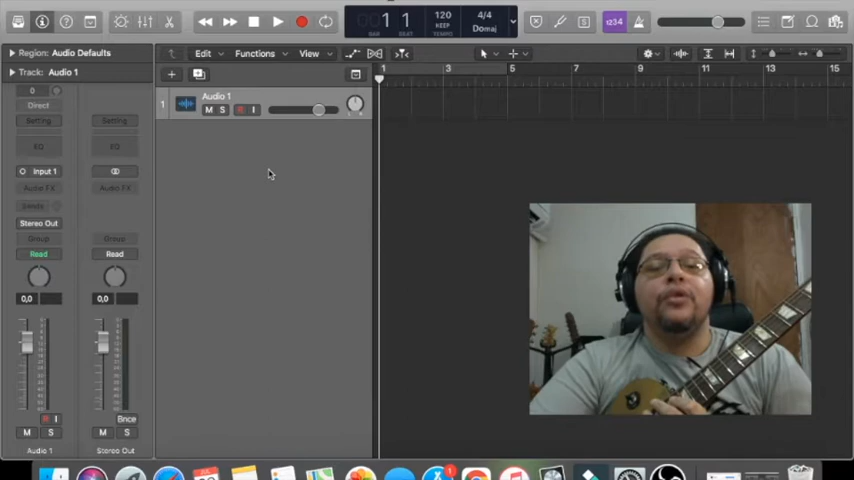 1 1
120
KEEP
TEMPO
4/4
Domaj
1234
Region: Audio Defaults
Edit
Functions
View
Track: Audio 1
1
3
5
7
9
11
13
15
0
Direct
Setting
Setting
EQ
EQ
Input 1
Audio FX
Audio FX
Sends
Stereo Out
Group
Group
Read
Read
0,0
0,0
R I
Bnce
M S
M S
Audio 1
Stereo Out
1
Audio 1
M S R I
1